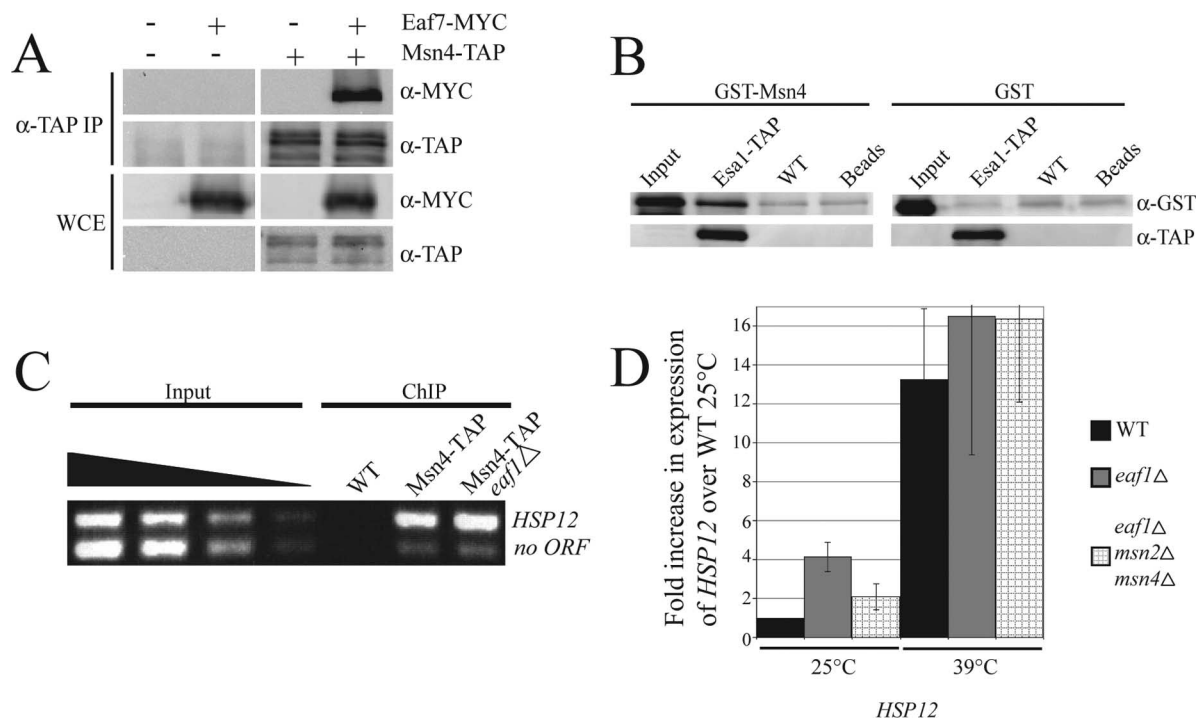 A
- + - + Eaf7-MYC
- - + + Msn4-TAP
α-TAP IP
α-MYC
α-TAP
WCE
α-MYC
α-TAP
B
GST-Msn4 GST
Input Esa1-TAP WT Beads Input Esa1-TAP WT Beads
α-GST
α-TAP
C
Input ChIP
WT Msn4-TAP Msn4-TAP eaf1Δ
HSP12
no ORF
D
Fold increase in expression
of HSP12 over WT 25°C
16
14
12
10
8
6
4
2
0
25°C 39°C
HSP12
WT
eaf1Δ
eaf1Δ
msn2Δ
msn4Δ